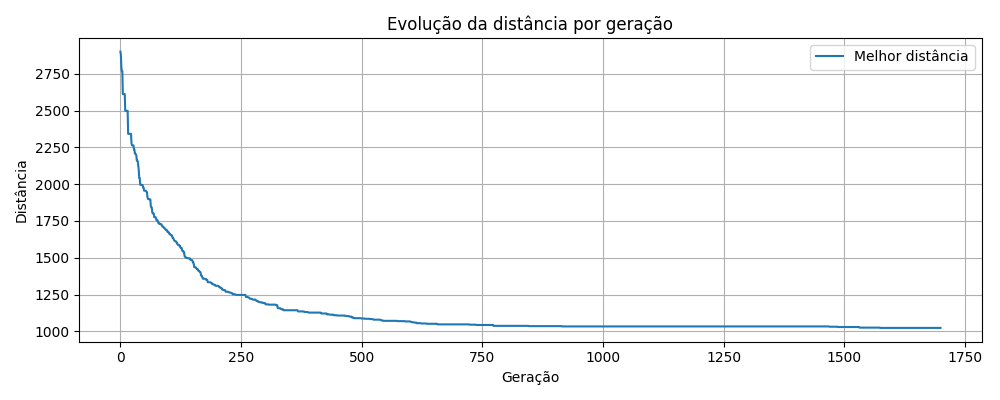 Evolução da distância por geração
Melhor distância
Distância
2750
2500
2250
2000
1750
1500
1250
1000
0 250 500 750 1000 1250 1500 1750
Geração